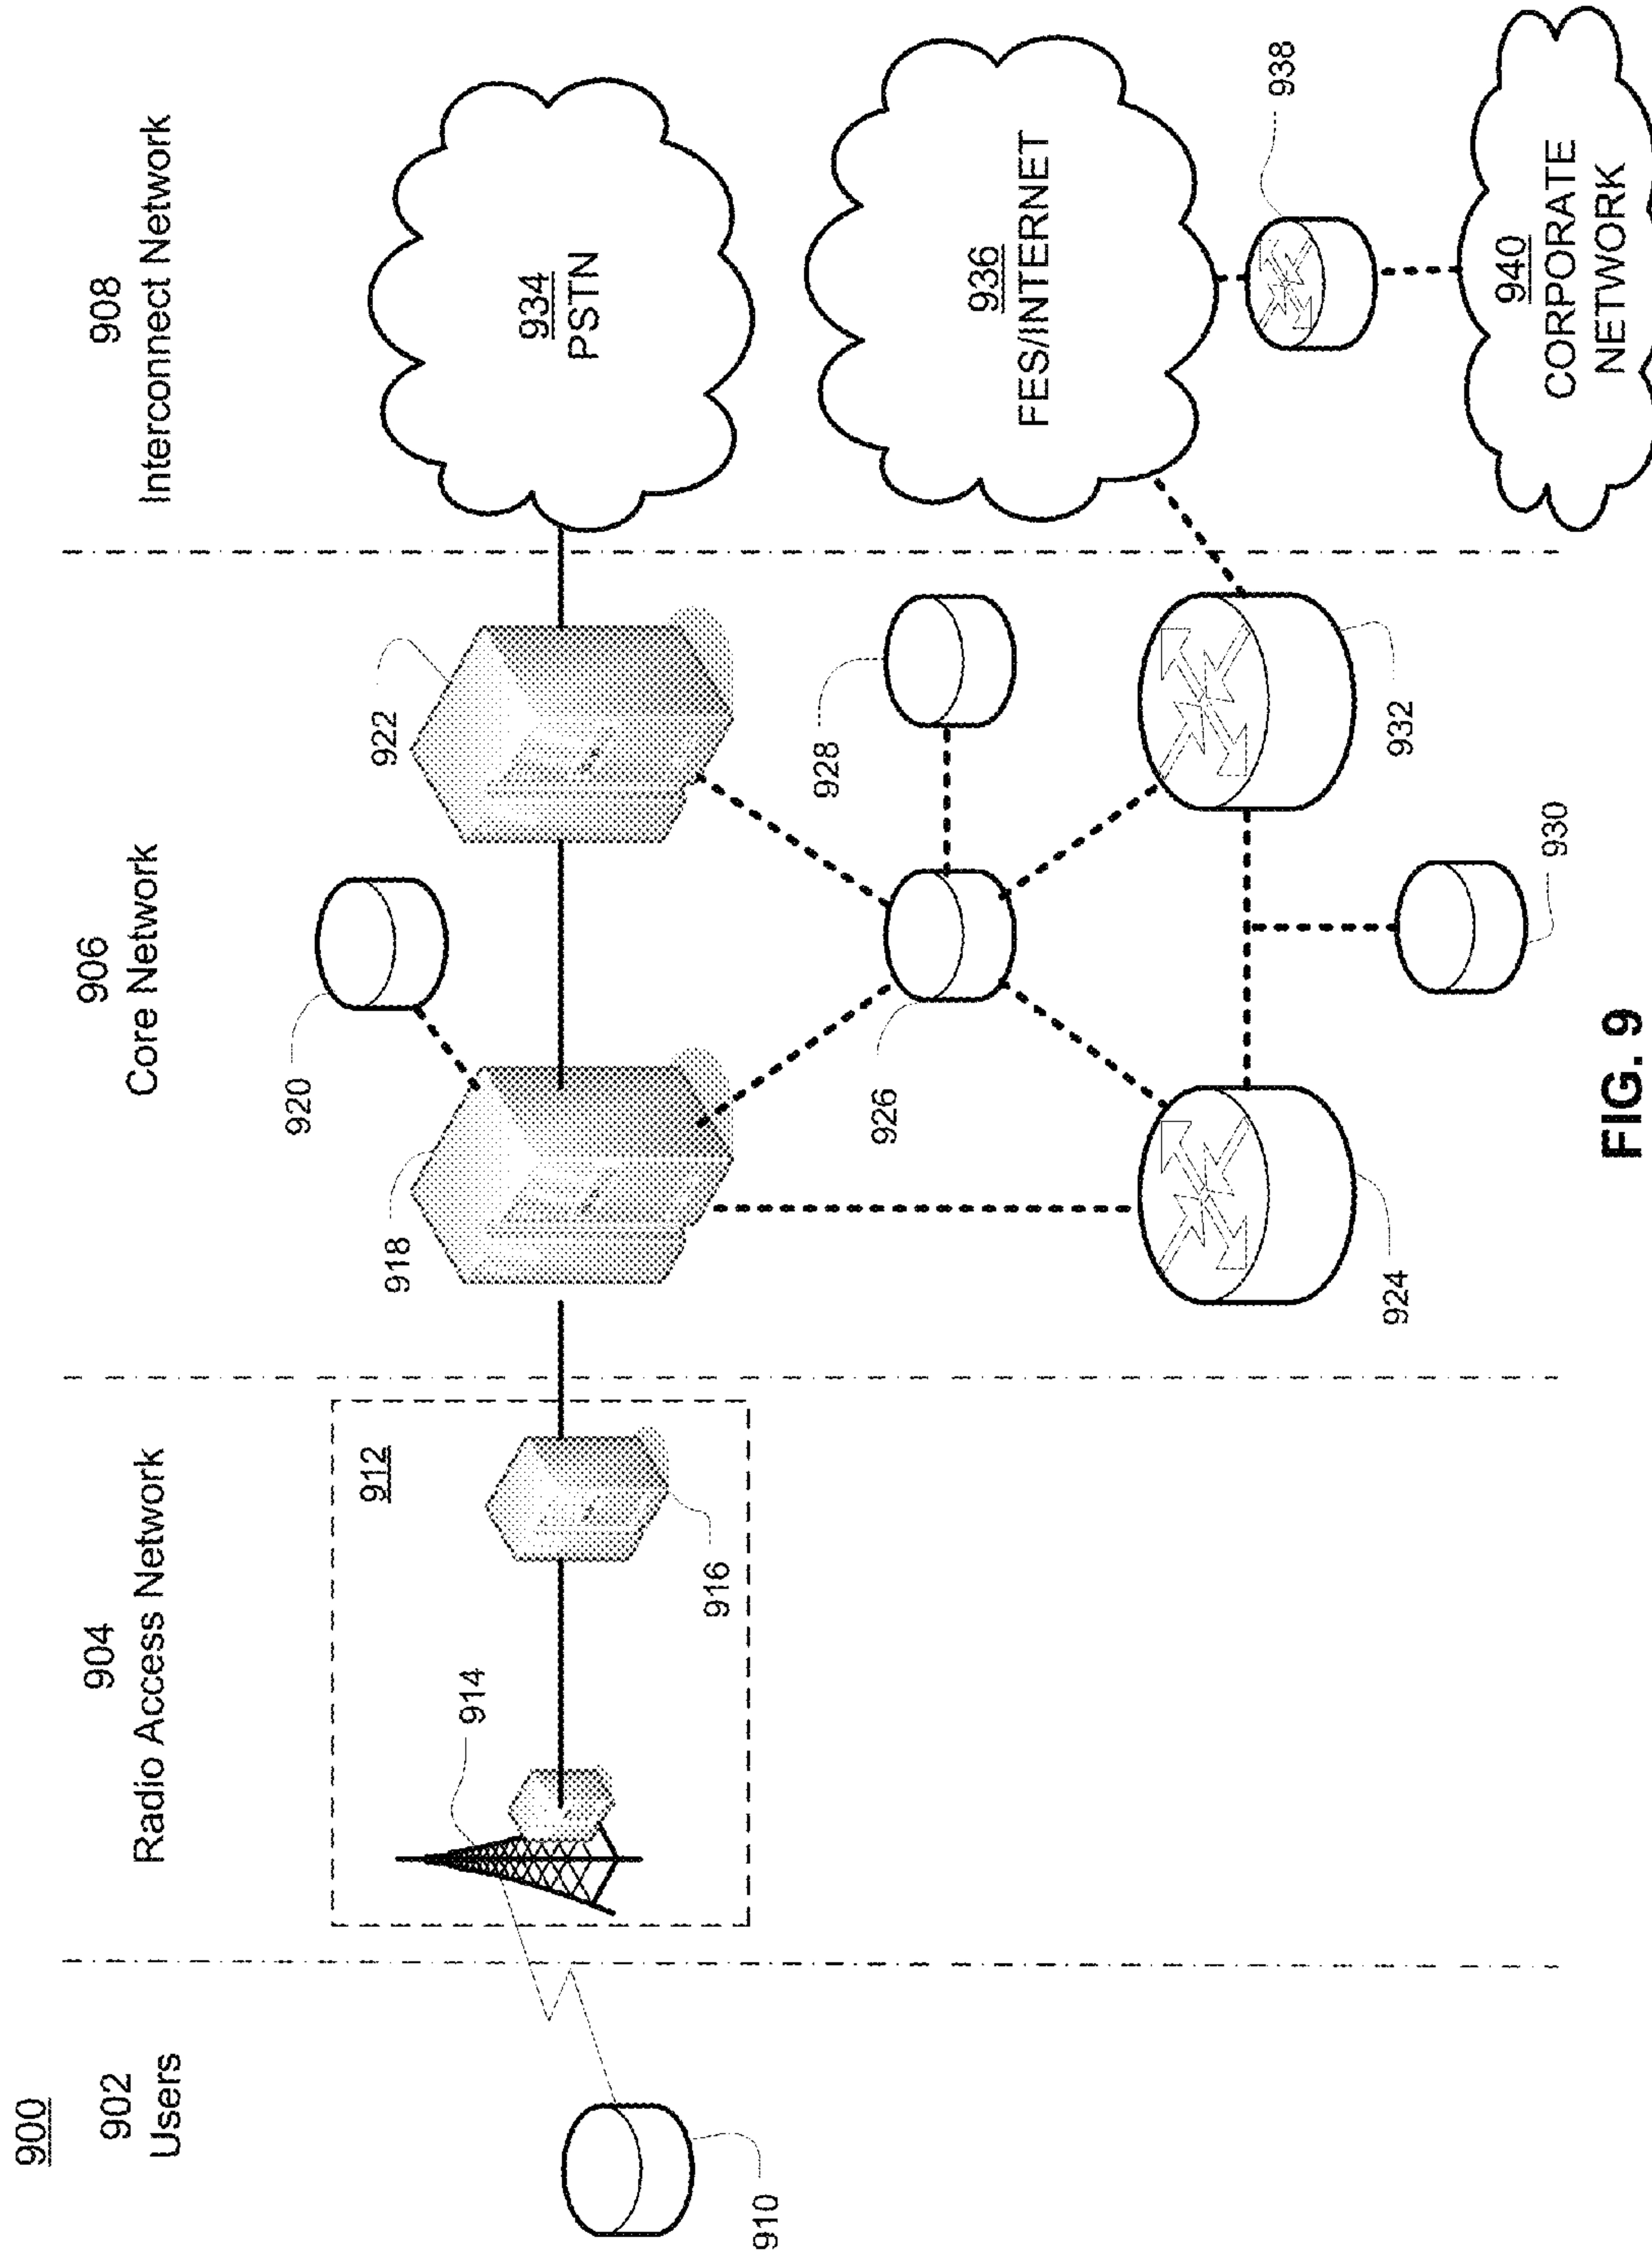 900
902
Users
904
Radio Access Network
906
Core Network
908
Interconnect Network
910
912
914
916
918
920
922
924
926
928
930
932
934
PSTN
936
FES/INTERNET
938
940
CORPORATE
NETWORK
FIG. 9